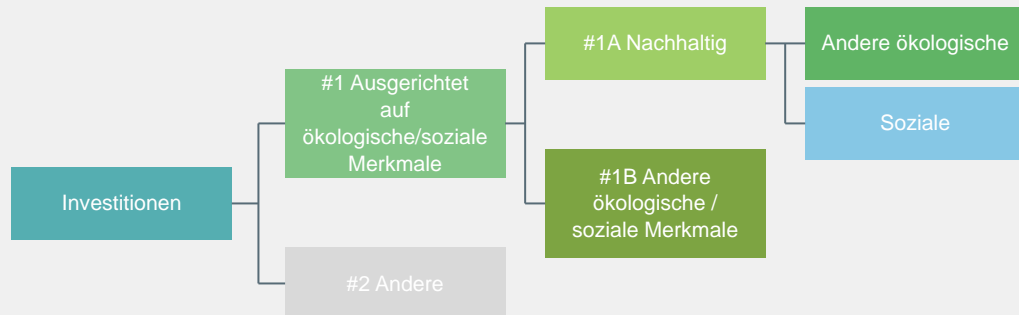 #1A Nachhaltig
Andere ökologische
#1 Ausgerichtet
auf
ökologische/soziale
Merkmale
Soziale
Investitionen
#1B Andere
ökologische /
soziale Merkmale
#2 Andere